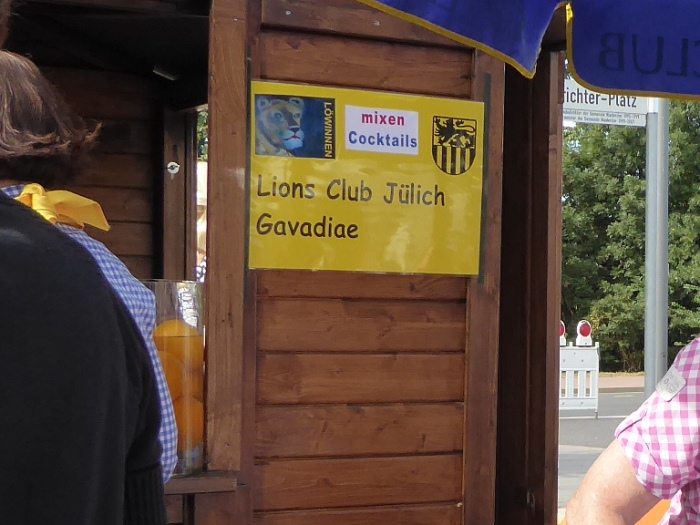 LÖWINNEN
mixen
Cocktails
Lions Club Jülich
Gavadiae
CLUB
richter-Platz